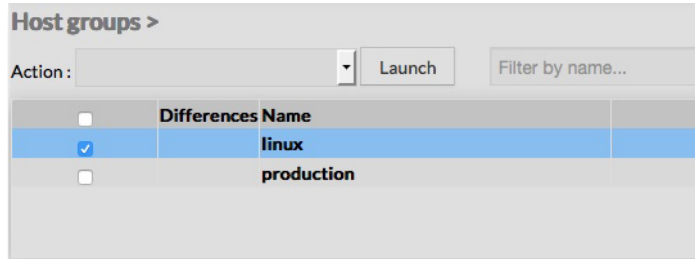 Host groups >
Action : Launch Filter by name...
Differences Name
linux
production